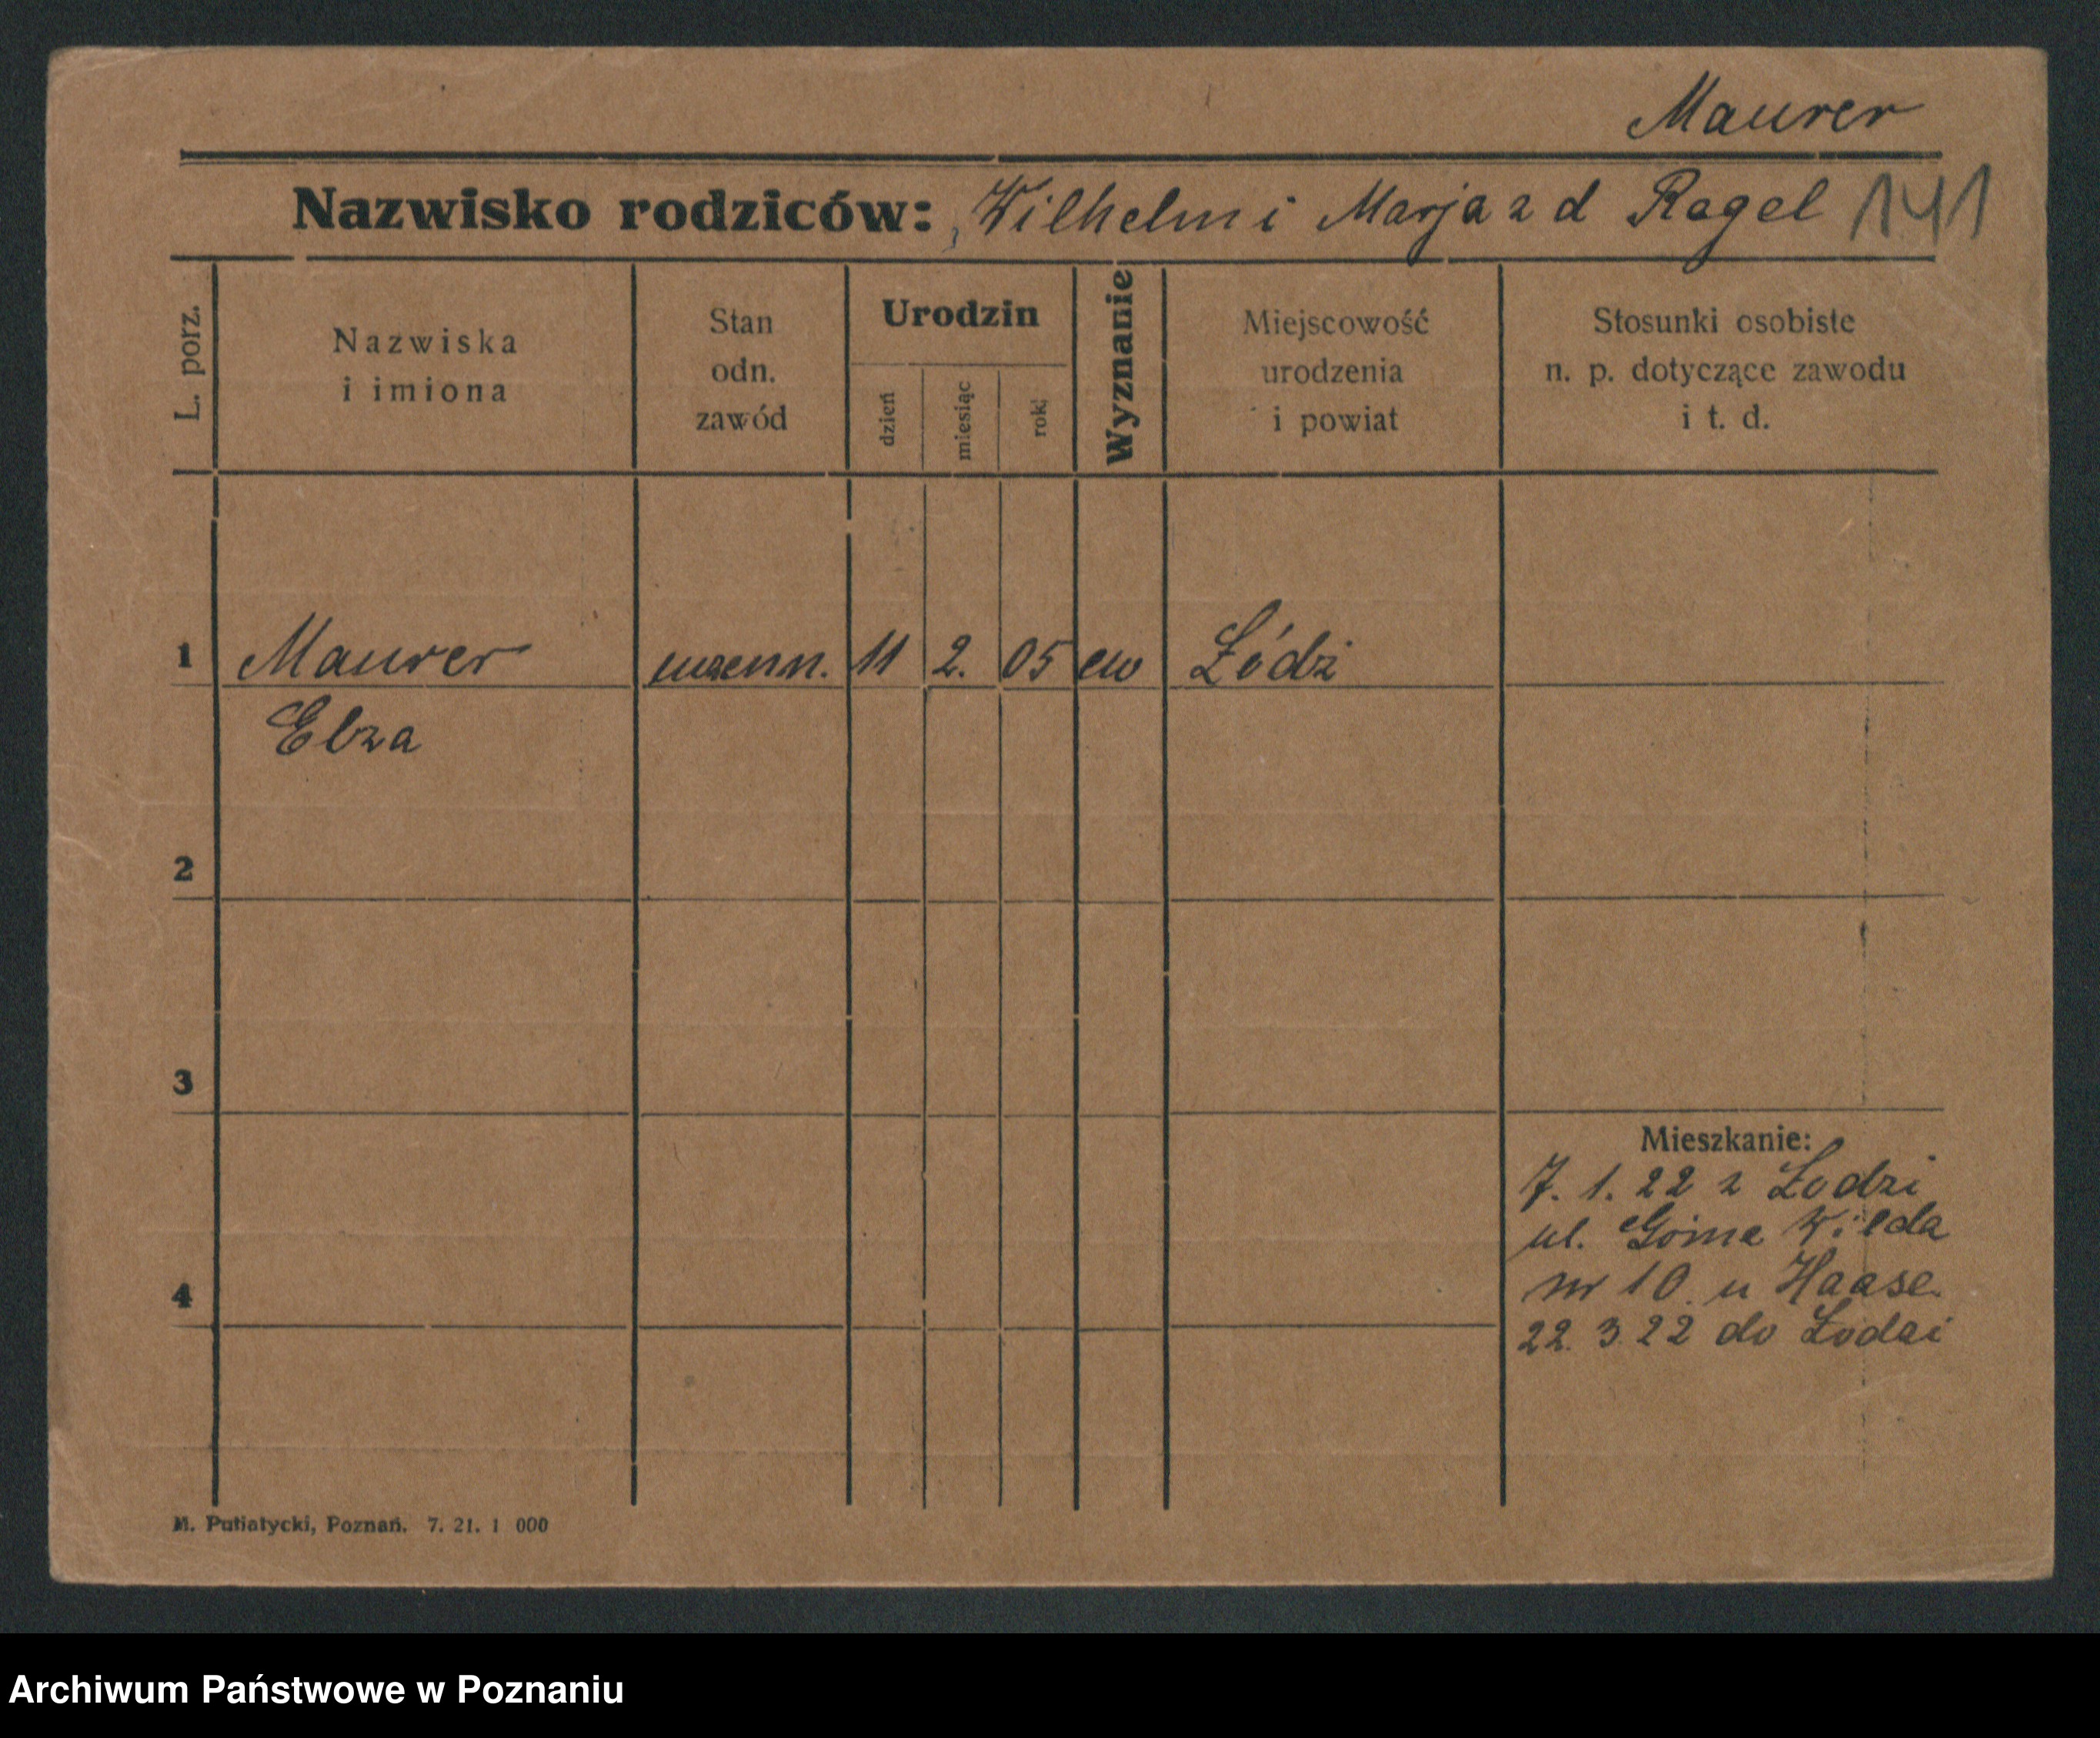 Maurer
Nazwisko rodziców: Wilhelm i Marja z d Ragel 141
L. porz.
Nazwiska
i imiona
Stan
odn.
zawód
Urodzin
dzień
miesiąc
rok
Wyznanie
Miejscowość
urodzenia
i powiat
Stosunki osobiste
n. p. dotyczące zawodu
i t. d.
1 Maurer uczenn. 11 2. 05 ew Łódź
Elza
2
3
Mieszkanie:
7. 1. 22 z Łodzi
ul. Górna Wilda
4
nr 10. u Haase.
22. 3 22 do Łodzi
M. Putiatycki, Poznań. 7. 21. 1 000
Archiwum Państwowe w Poznaniu